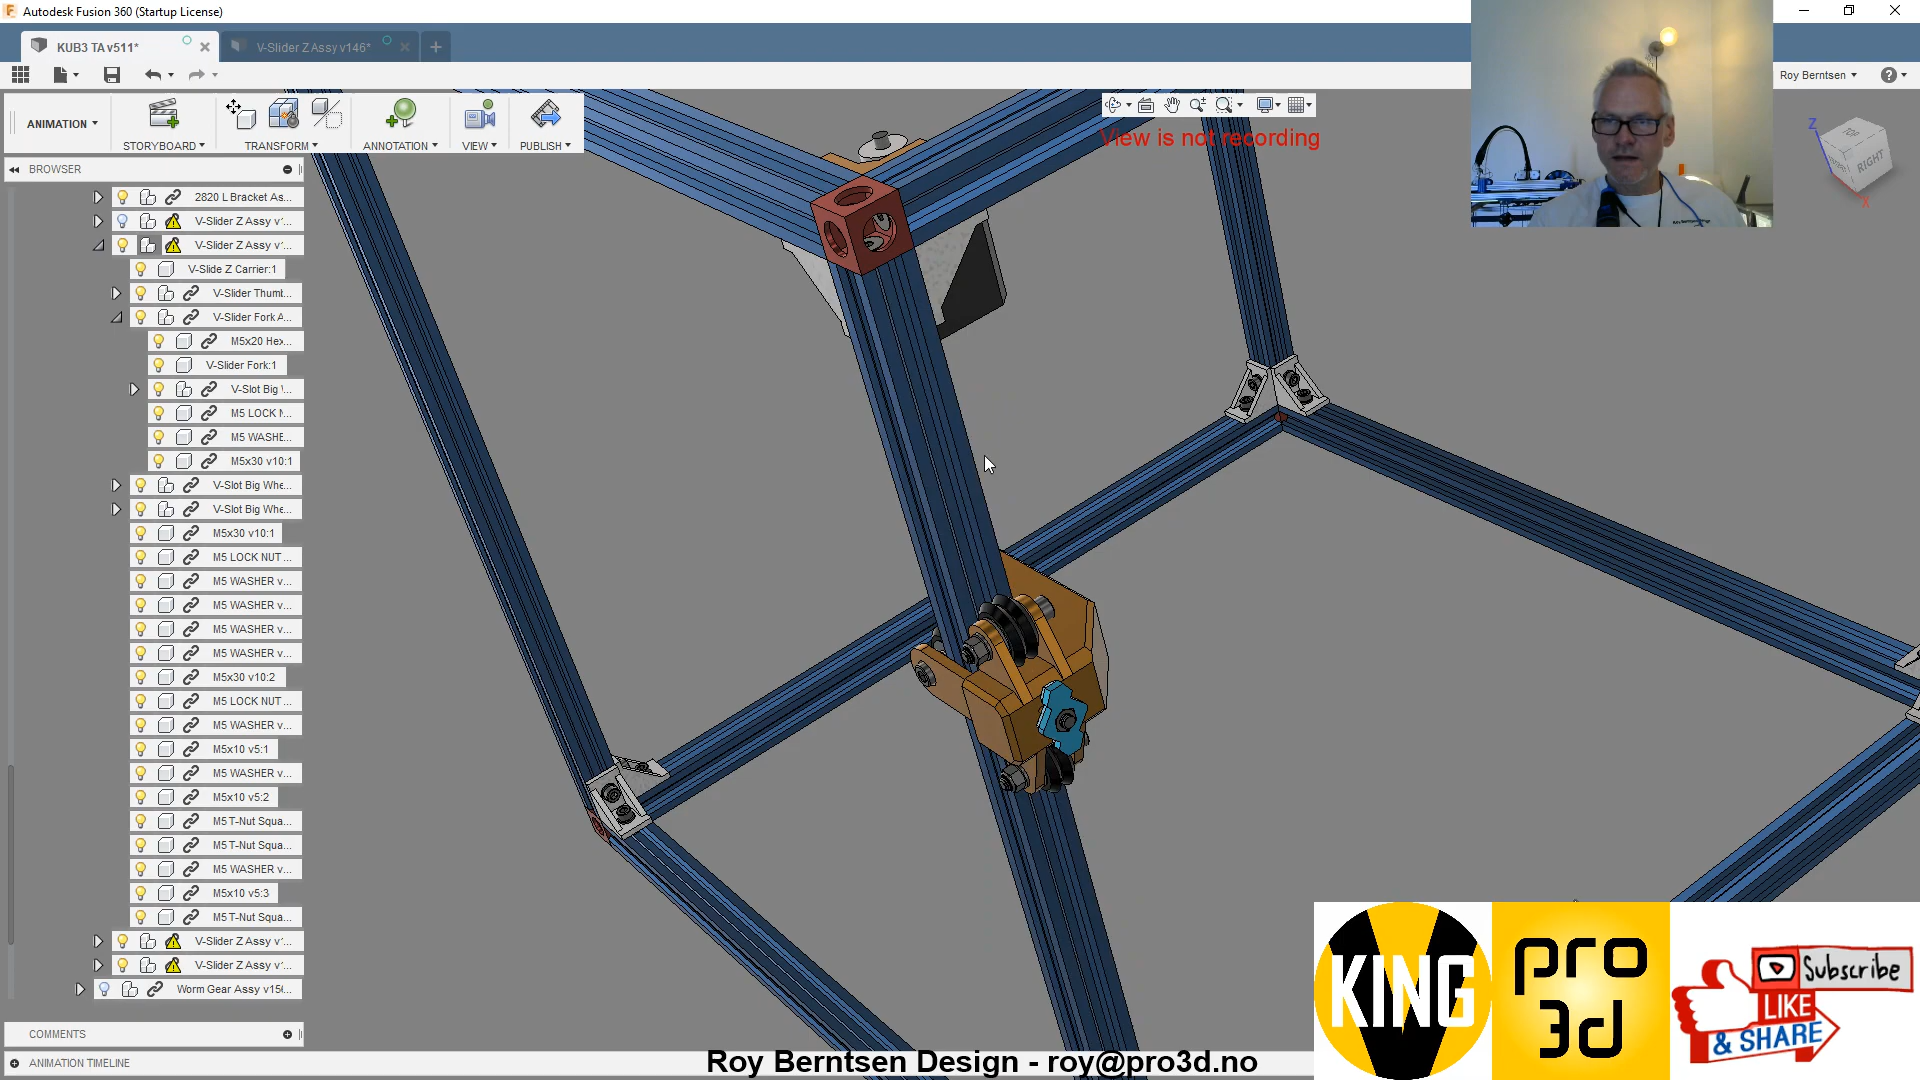 Autodesk Fusion 360 (Startup License)
KUB3 TA v511*
V-Slider Z Assy v146*
Roy Berntsen
ANIMATION
STORYBOARD
TRANSFORM
ANNOTATION
VIEW
PUBLISH
View is not recording
Z
TOP
RIGHT
X
BROWSER
2820 L Bracket As...
V-Slider Z Assy v'...
V-Slider Z Assy v'...
V-Slide Z Carrier:1
V-Slider Thumb...
V-Slider Fork A...
M5x20 Hex...
V-Slider Fork:1
V-Slot Big '...
M5 LOCK N...
M5 WASHE...
M5x30 v10:1
V-Slot Big Whe...
V-Slot Big Whe...
M5x30 v10:1
M5 LOCK NUT ...
M5 WASHER v...
M5 WASHER v...
M5 WASHER v...
M5 WASHER v...
M5x30 v10:2
M5 LOCK NUT ...
M5 WASHER v...
M5x10 v5:1
M5 WASHER v...
M5x10 v5:2
M5 T-Nut Squa...
M5 T-Nut Squa...
M5 WASHER v...
M5x10 v5:3
M5 T-Nut Squa...
V-Slider Z Assy v'...
V-Slider Z Assy v'...
Worm Gear Assy v15(...
COMMENTS
ANIMATION TIMELINE
Roy Berntsen Design - roy@pro3d.no
KING
pro
3d
Subscribe
LIKE
& SHARE